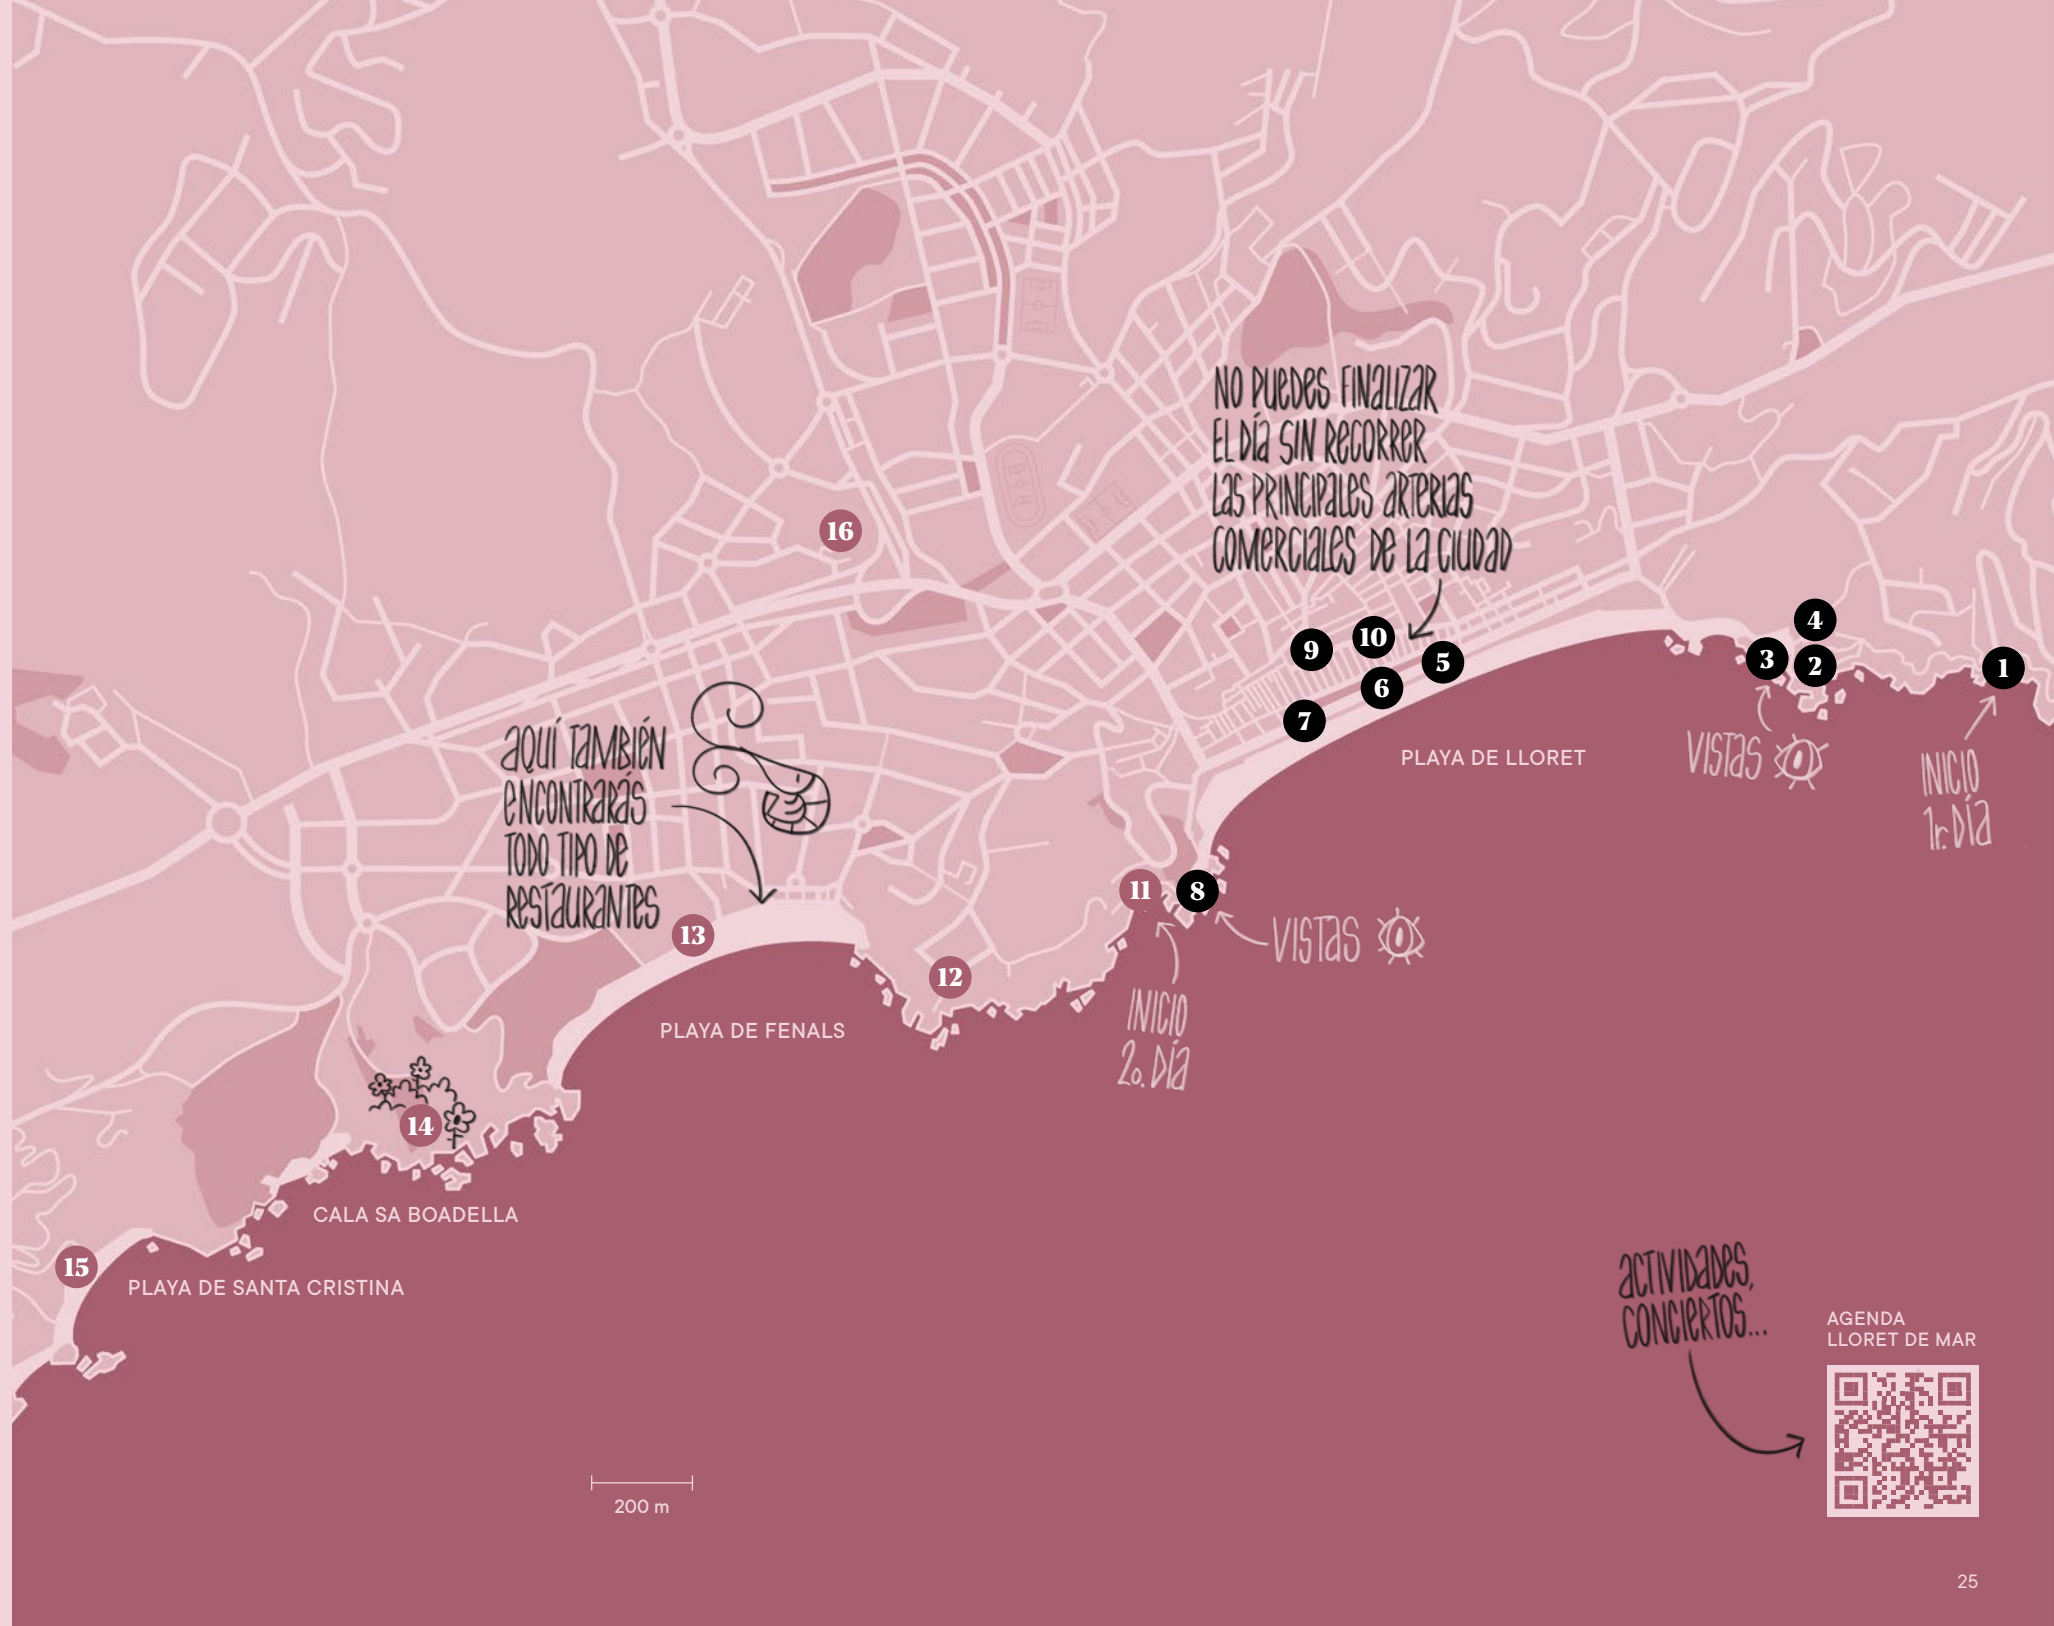 NO PUEDES FINALIZAR
EL DÍA SIN RECORRER
LAS PRINCIPALES ARTERIAS
COMERCIALES DE LA CIUDAD
16
4
3
2
1
9
10
5
6
7
PLAYA DE LLORET
VISTAS
INICIO
1r. DÍA
AQUÍ TAMBIÉN
ENCONTRARÁS
TODO TIPO DE
RESTAURANTES
11
8
VISTAS
13
12
INICIO
2o. DÍA
PLAYA DE FENALS
14
CALA SA BOADELLA
15
PLAYA DE SANTA CRISTINA
ACTIVIDADES,
CONCIERTOS...
AGENDA
LLORET DE MAR
200 m
25